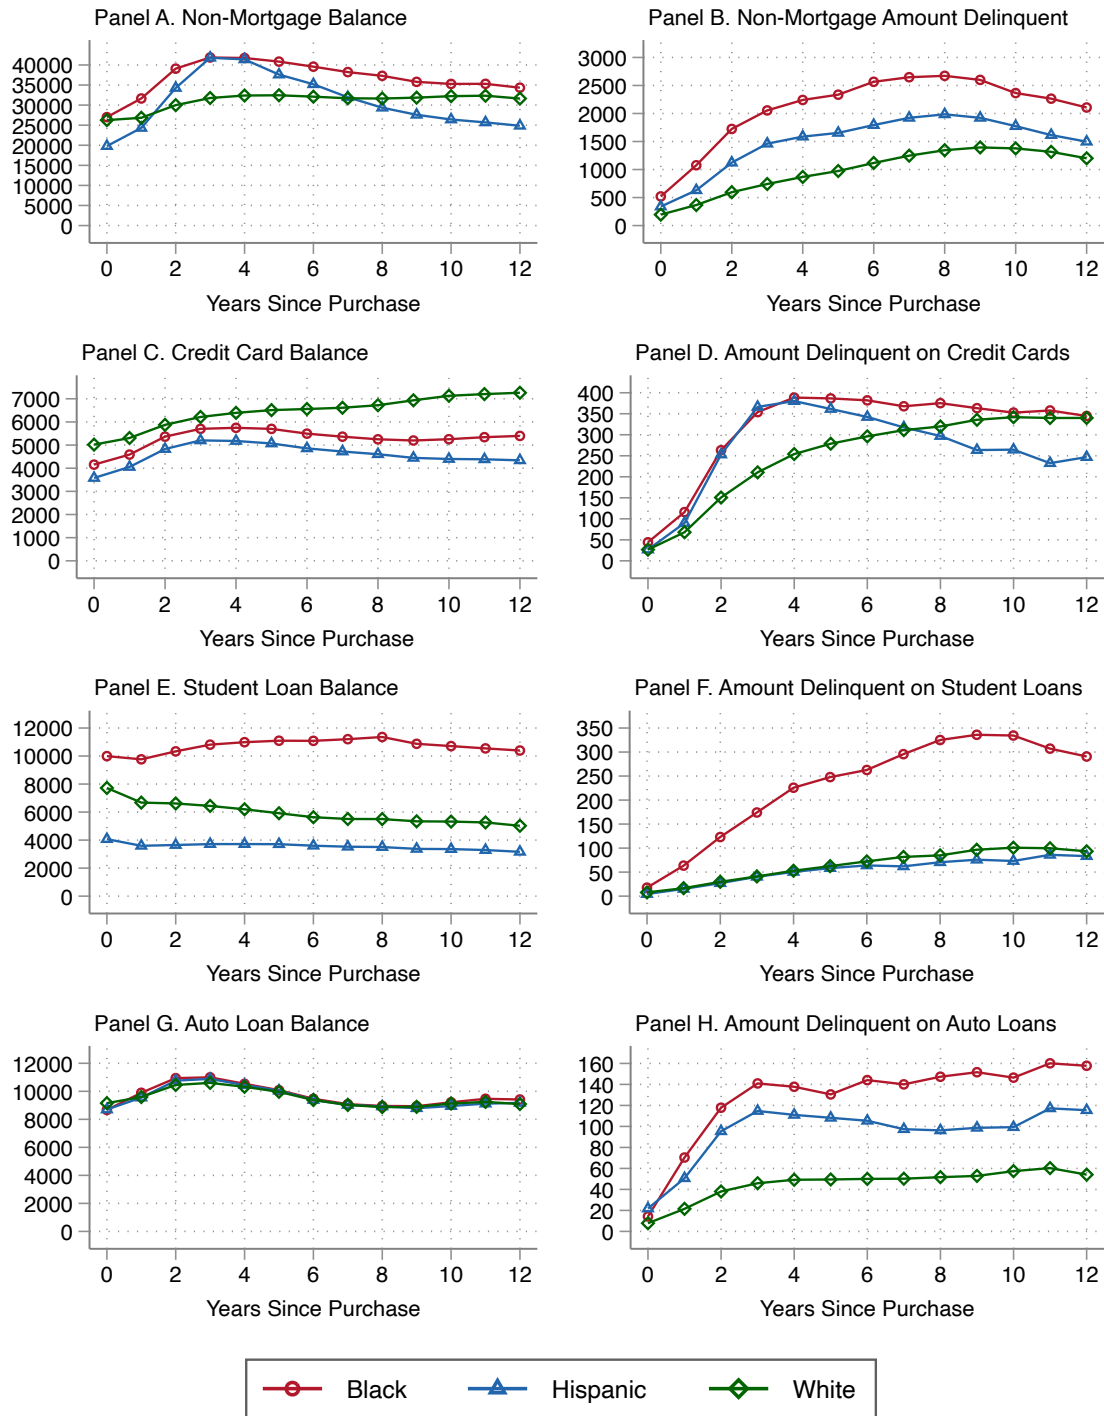 Panel A. Non-Mortgage Balance
40000
35000
30000
25000
20000
15000
10000
5000
0
0 2 4 6 8 10 12
Years Since Purchase
Panel B. Non-Mortgage Amount Delinquent
3000
2500
2000
1500
1000
500
0
0 2 4 6 8 10 12
Years Since Purchase
Panel C. Credit Card Balance
7000
6000
5000
4000
3000
2000
1000
0
0 2 4 6 8 10 12
Years Since Purchase
Panel D. Amount Delinquent on Credit Cards
400
350
300
250
200
150
100
50
0
0 2 4 6 8 10 12
Years Since Purchase
Panel E. Student Loan Balance
12000
10000
8000
6000
4000
2000
0
0 2 4 6 8 10 12
Years Since Purchase
Panel F. Amount Delinquent on Student Loans
350
300
250
200
150
100
50
0
0 2 4 6 8 10 12
Years Since Purchase
Panel G. Auto Loan Balance
12000
10000
8000
6000
4000
2000
0
0 2 4 6 8 10 12
Years Since Purchase
Panel H. Amount Delinquent on Auto Loans
160
140
120
100
80
60
40
20
0
0 2 4 6 8 10 12
Years Since Purchase
Black Hispanic White